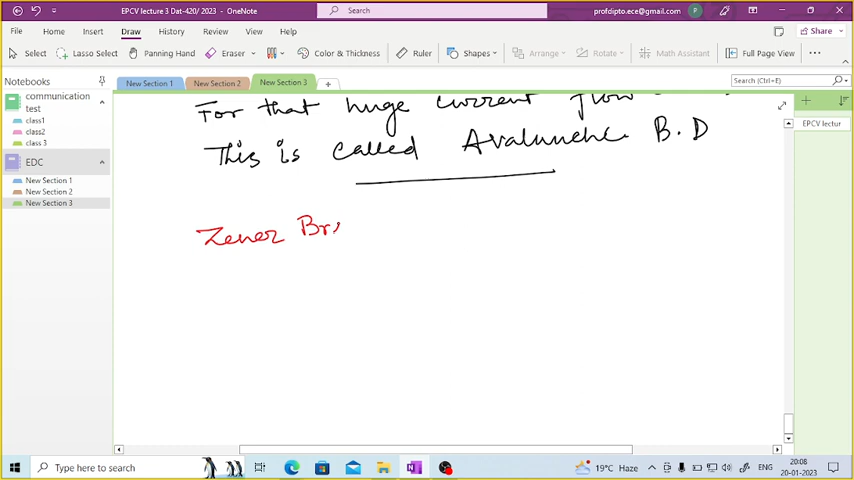 EPCV lecture 3 Dat-420/ 2023 - OneNote
Search
profdipto.ece@gmail.com
P
File Home Insert Draw History Review View Help
Share
Select Lasso Select Panning Hand Eraser Color & Thickness Ruler Shapes Arrange Rotate Math Assistant Full Page View
Notebooks
New Section 1 New Section 2 New Section 3 +
Search (Ctrl+E)
communication
test
class1
class2
class 3
EDC
New Section 1
New Section 2
New Section 3
EPCV lectur
For that huge current flow
This is called Avalunche. B.D
Zener Br
Type here to search
19°C Haze
ENG
20:08
20-01-2023